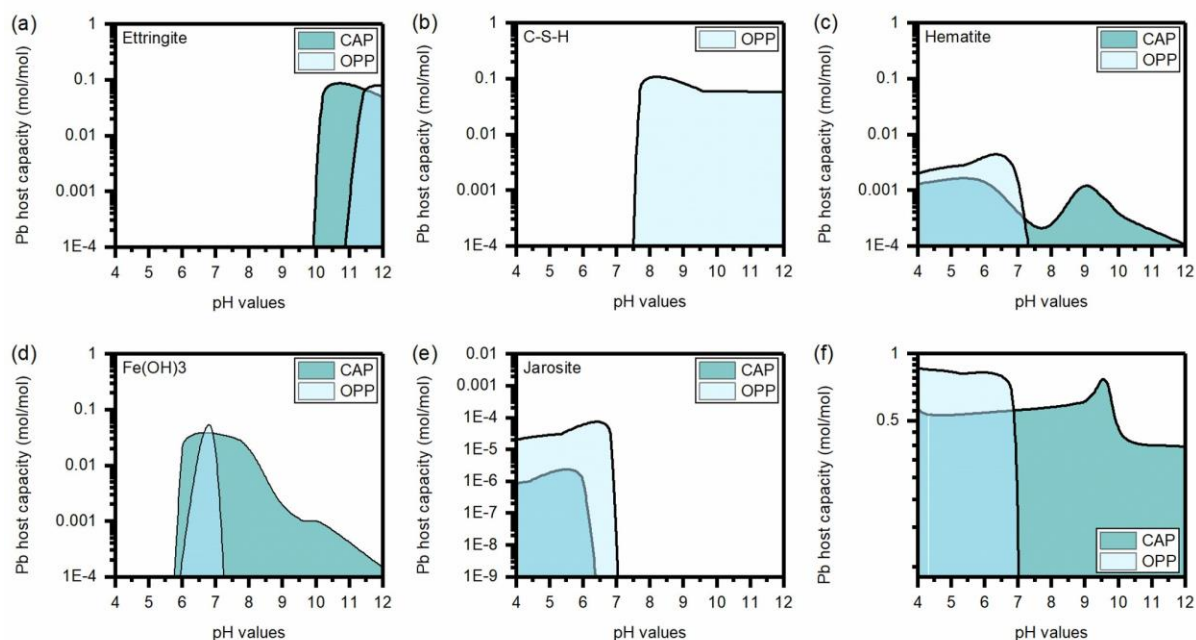 (a)
Ettringite
CAP
OPP
Pb host capacity (mol/mol)
1
0.1
0.01
0.001
1E-4
4 5 6 7 8 9 10 11 12
pH values
(b)
C-S-H
OPP
Pb host capacity (mol/mol)
1
0.1
0.01
0.001
1E-4
4 5 6 7 8 9 10 11 12
pH values
(c)
Hematite
CAP
OPP
Pb host capacity (mol/mol)
1
0.1
0.01
0.001
1E-4
4 5 6 7 8 9 10 11 12
pH values
(d)
Fe(OH)3
CAP
OPP
Pb host capacity (mol/mol)
1
0.1
0.01
0.001
1E-4
4 5 6 7 8 9 10 11 12
pH values
(e)
Jarosite
CAP
OPP
Pb host capacity (mol/mol)
0.01
0.001
1E-4
1E-5
1E-6
1E-7
1E-8
1E-9
4 5 6 7 8 9 10 11 12
pH values
(f)
Pb host capacity (mol/mol)
1
0.5
CAP
OPP
4 5 6 7 8 9 10 11 12
pH values